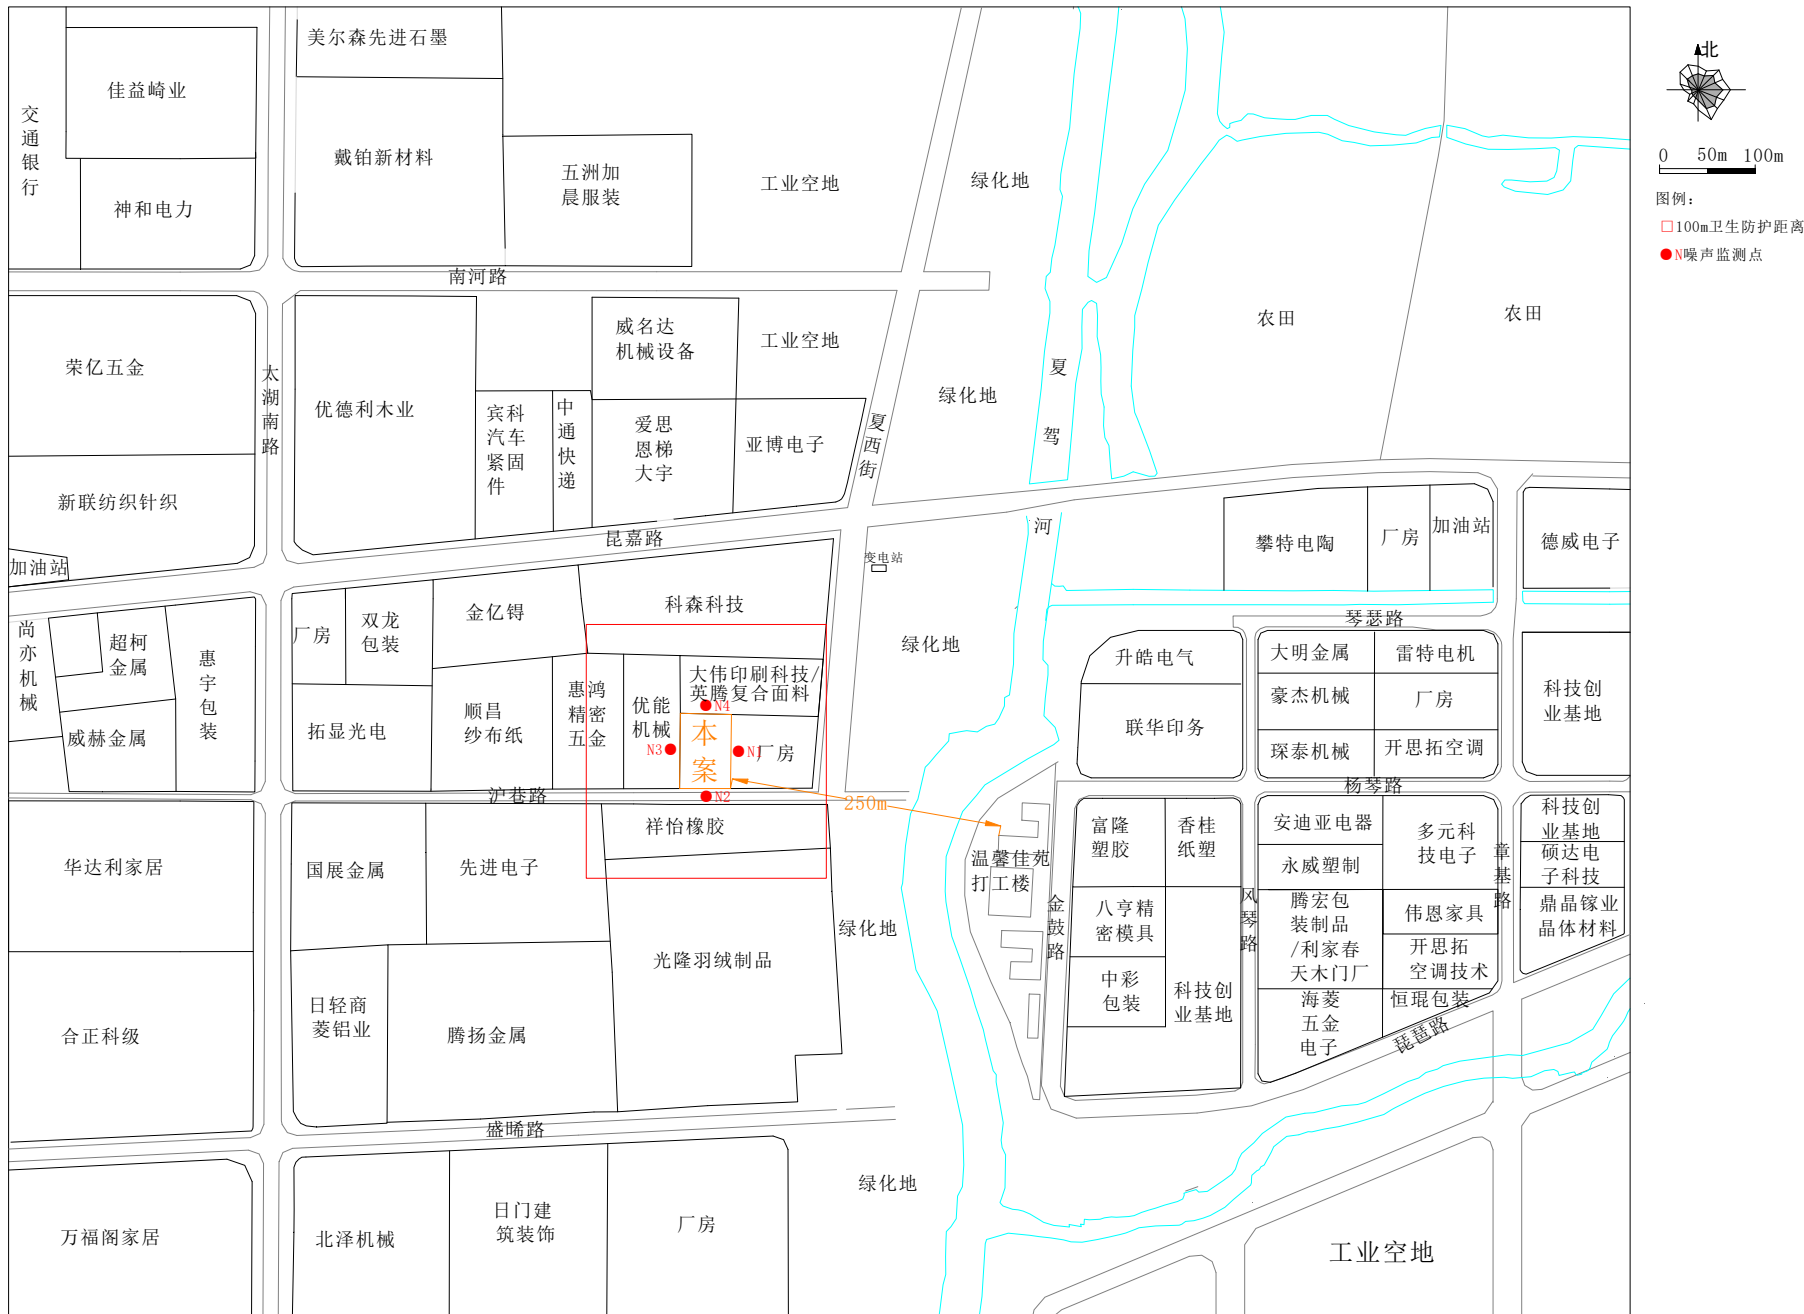 美尔森先进石墨
佳益崎业
交通银行
戴铂新材料
神和电力
五洲加
晨服装
工业空地
绿化地
北
0 50m 100m
图例：
100m卫生防护距离
N噪声监测点
南河路
农田
农田
荣亿五金
太湖南路
优德利木业
威名达
机械设备
工业空地
绿化地
夏驾河
宾科
汽车
紧固
件
中通快递
爱思
恩梯
大宇
亚博电子
夏西街
新联纺织针织
昆嘉路
加油站
变电站
攀特电陶
厂房
加油站
德威电子
尚亦机械
超柯
金属
惠宇包装
威赫金属
厂房
双龙
包装
金亿锝
科森科技
绿化地
拓显光电
顺昌
纱布纸
惠鸿
精密
五金
优能
机械
大伟印刷科技/
英腾复合面料
N4
本案
N3
N1
厂房
N2
沪巷路
250m
琴瑟路
升皓电气
联华印务
大明金属
雷特电机
豪杰机械
厂房
琛泰机械
开思拓空调
科技创
业基地
杨琴路
华达利家居
国展金属
先进电子
祥怡橡胶
温馨佳苑
打工楼
金鼓路
富隆
塑胶
香桂
纸塑
八亨精
密模具
中彩
包装
科技创
业基地
风琴路
安迪亚电器
永威塑制
多元科
技电子
腾宏包
装制品
/利家春
天木门厂
伟恩家具
开思拓
空调技术
海菱
五金
电子
恒琨包装
章基路
科技创
业基地
硕达电
子科技
鼎晶镓业
晶体材料
琵琶路
合正科级
日轻商
菱铝业
腾扬金属
光隆羽绒制品
绿化地
盛晞路
万福阁家居
北泽机械
日门建
筑装饰
厂房
绿化地
工业空地